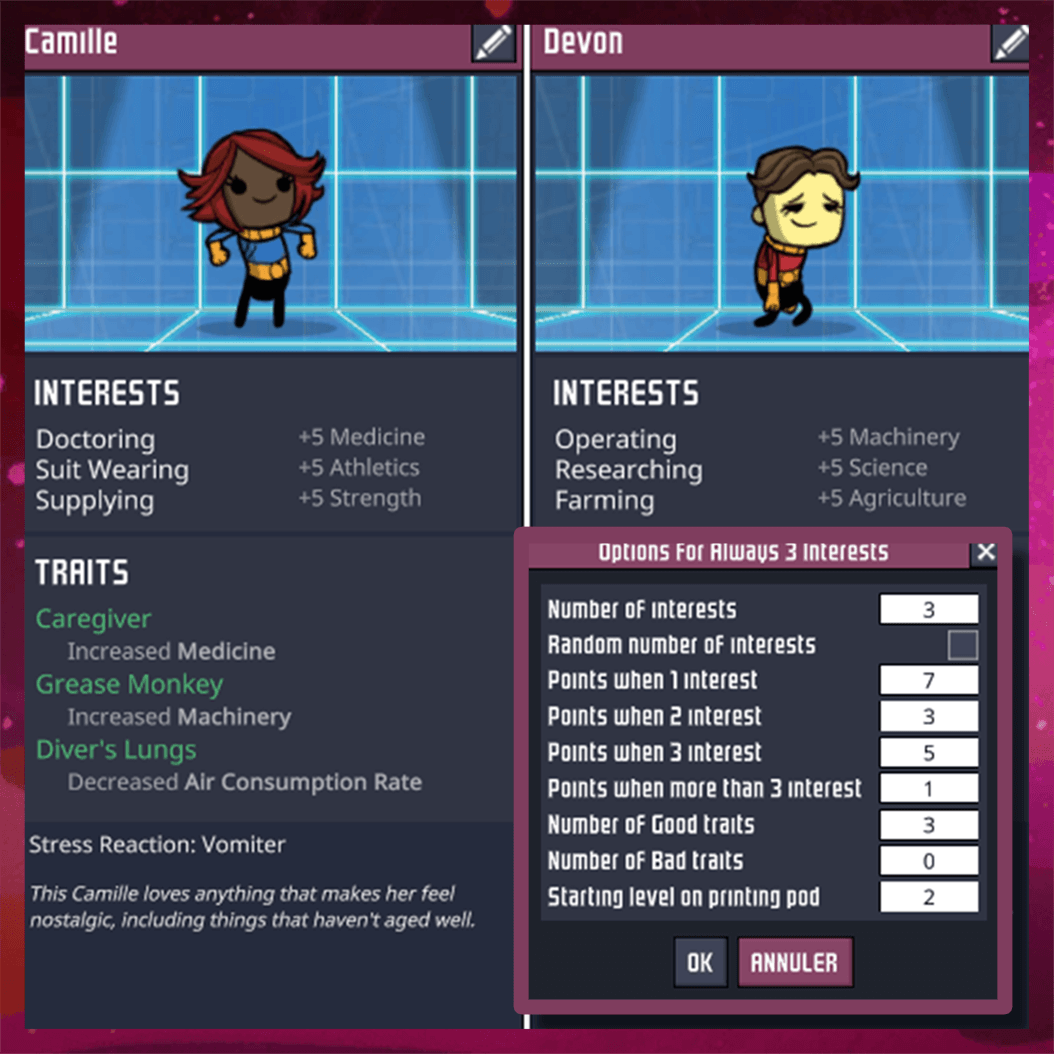 Camille
INTERESTS
Doctoring +5 Medicine
Suit Wearing +5 Athletics
Supplying +5 Strength
TRAITS
Caregiver
Increased Medicine
Grease Monkey
Increased Machinery
Diver's Lungs
Decreased Air Consumption Rate
Stress Reaction: Vomiter
This Camille loves anything that makes her feel
nostalgic, including things that haven't aged well.
Devon
INTERESTS
Operating +5 Machinery
Researching +5 Science
Farming +5 Agriculture
Options For Always 3 Interests
Number of interests 3
Random number of interests
Points when 1 interest 7
Points when 2 interest 3
Points when 3 interest 5
Points when more than 3 interest 1
Number of Good traits 3
Number of Bad traits 0
Starting level on printing pod 2
OK ANNULER